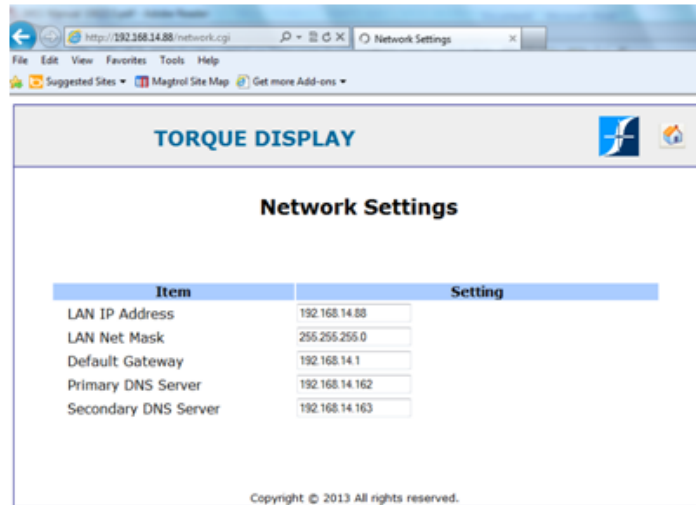 http://192.168.14.88/network.cgi
Network Settings
File Edit View Favorites Tools Help
Suggested Sites Magtrol Site Map Get more Add-ons
TORQUE DISPLAY
Network Settings
Item Setting
LAN IP Address 192.168.14.88
LAN Net Mask 255.255.255.0
Default Gateway 192.168.14.1
Primary DNS Server 192.168.14.162
Secondary DNS Server 192.168.14.163
Copyright © 2013 All rights reserved.